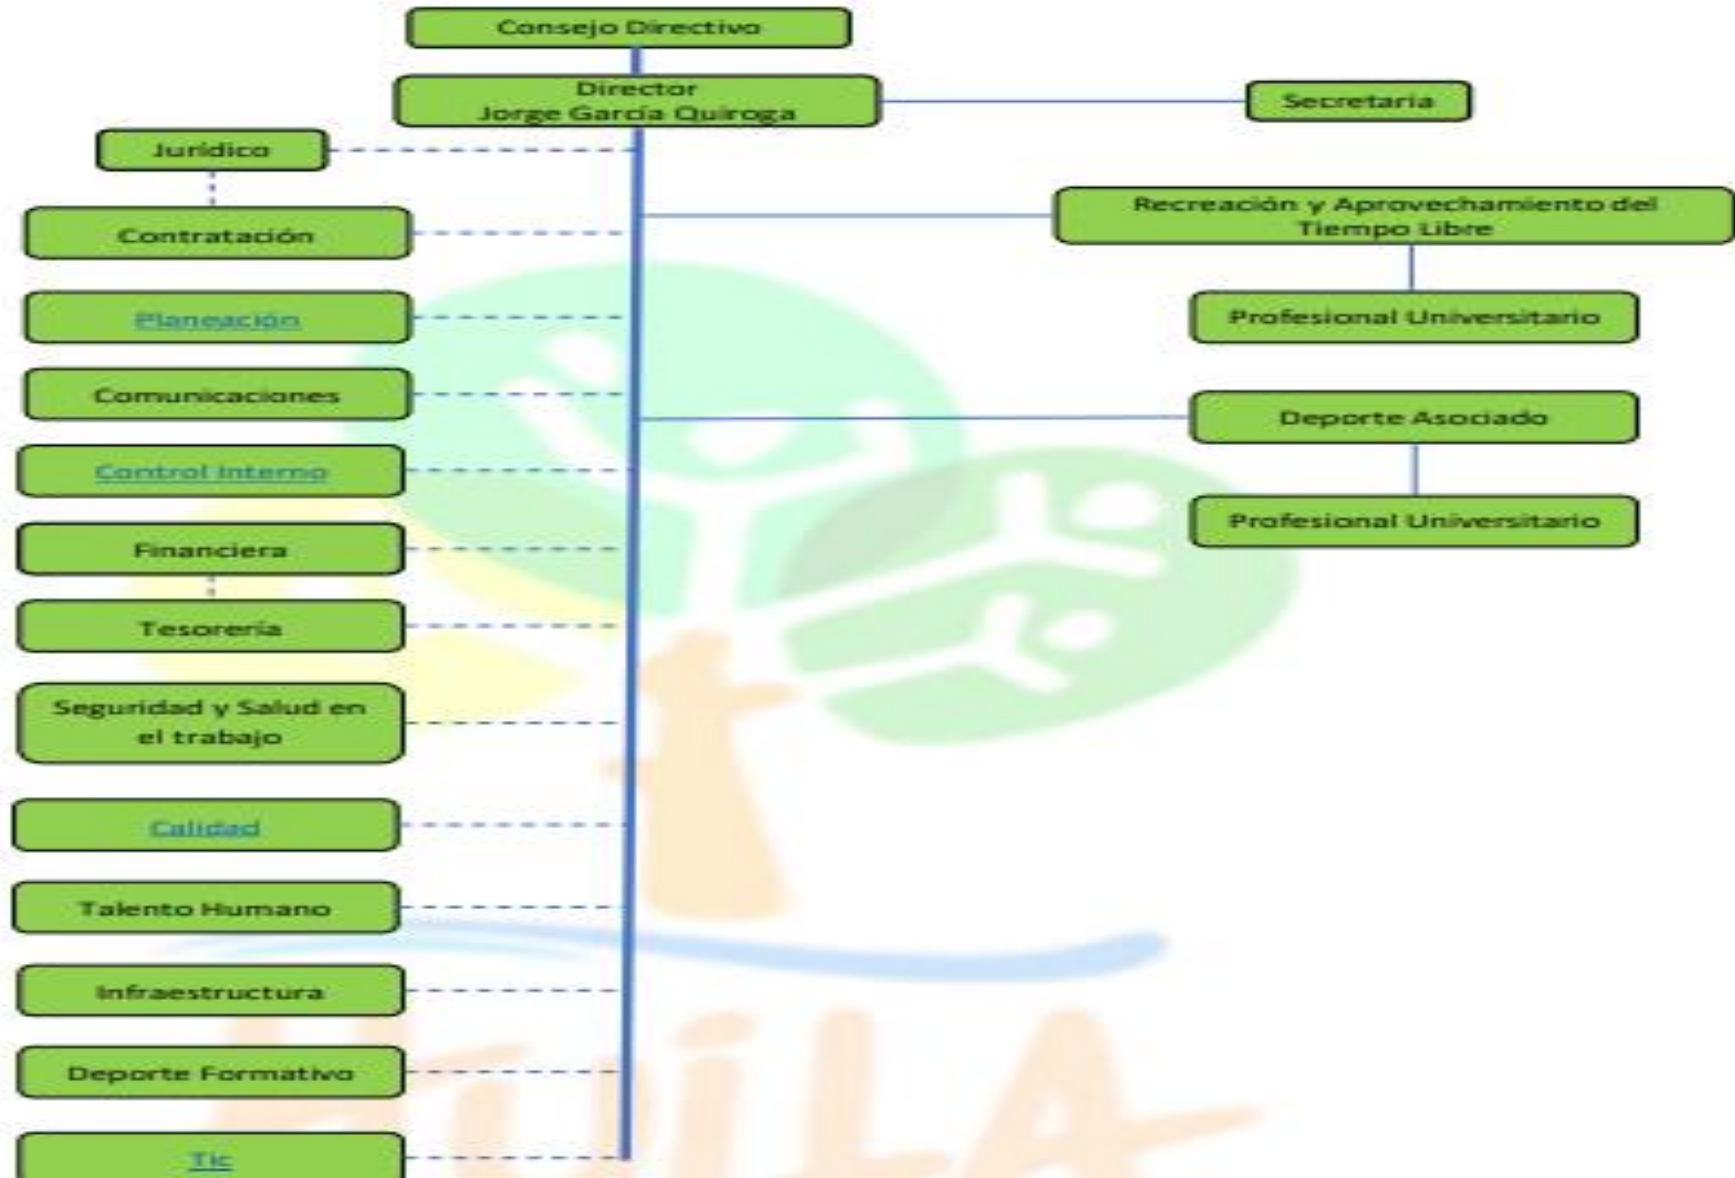 Consejo Directivo
Director
Jorge García Quiroga
Secretaria
Jurídico
Contratación
Planeación
Comunicaciones
Control Interno
Financiera
Tesorería
Seguridad y Salud en
el trabajo
Calidad
Talento Humano
Infraestructura
Deporte Formativo
Tic
Recreación y Aprovechamiento del
Tiempo Libre
Profesional Universitario
Deporte Asociado
Profesional Universitario
HUiLA